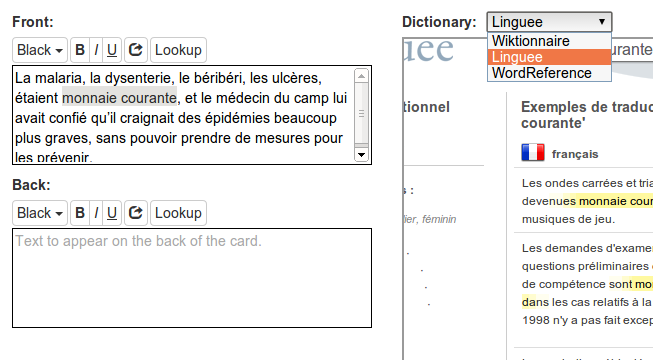 Front:
Black B I U Lookup
La malaria, la dysenterie, le béribéri, les ulcères,
étaient monnaie courante, et le médecin du camp lui
avait confié qu'il craignait des épidémies beaucoup
plus graves, sans pouvoir prendre de mesures pour
les prévenir.
Back:
Black B I U Lookup
Text to appear on the back of the card.
Dictionary: Linguee
Wiktionnaire
Linguee
WordReference
uee
ourante
tionnel
Exemples de traduc
courante'
français
s :
lier, féminin
Les ondes carrées et tria
devenues monnaie cour
musiques de jeu.
Les demandes d'exame
questions préliminaires
de compétence sont mo
dans les cas relatifs à la
1998 n'y a pas fait excep